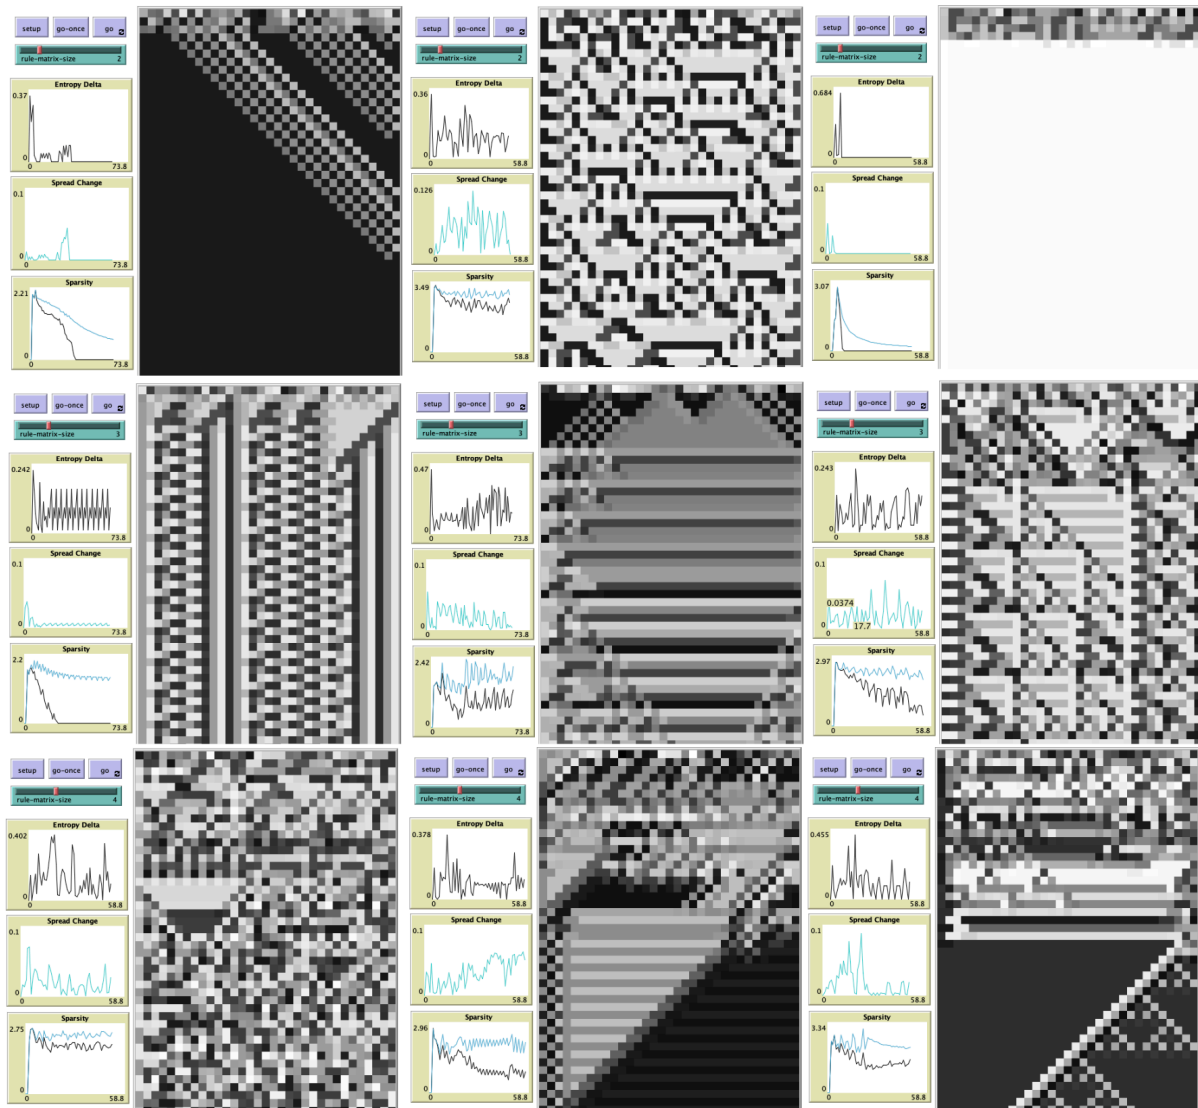 setup go-once go
rule-matrix-size 2
Entropy Delta
0.37
0
0 73.8
Spread Change
0.1
0
0 73.8
Sparsity
2.21
0
0 73.8
setup go-once go
rule-matrix-size 2
Entropy Delta
0.36
0
0 58.8
Spread Change
0.126
0
0 58.8
Sparsity
3.49
0
0 58.8
setup go-once go
rule-matrix-size 2
Entropy Delta
0.684
0
0 58.8
Spread Change
0.1
0
0 58.8
Sparsity
3.07
0
0 58.8
setup go-once go
rule-matrix-size 3
Entropy Delta
0.242
0
0 73.8
Spread Change
0.1
0
0 73.8
Sparsity
2.2
0
0 73.8
setup go-once go
rule-matrix-size 3
Entropy Delta
0.47
0
0 73.8
Spread Change
0.1
0
0 73.8
Sparsity
2.42
0
0 73.8
setup go-once go
rule-matrix-size 3
Entropy Delta
0.243
0
0 58.8
Spread Change
0.1
0.0374
17.7
0
0 58.8
Sparsity
2.97
0
0 58.8
setup go-once go
rule-matrix-size 4
Entropy Delta
0.402
0
0 58.8
Spread Change
0.1
0
0 58.8
Sparsity
2.75
0
0 58.8
setup go-once go
rule-matrix-size 4
Entropy Delta
0.378
0
0 58.8
Spread Change
0.1
0
0 58.8
Sparsity
2.96
0
0 58.8
setup go-once go
rule-matrix-size 4
Entropy Delta
0.455
0
0 58.8
Spread Change
0.1
0
0 58.8
Sparsity
3.34
0
0 58.8